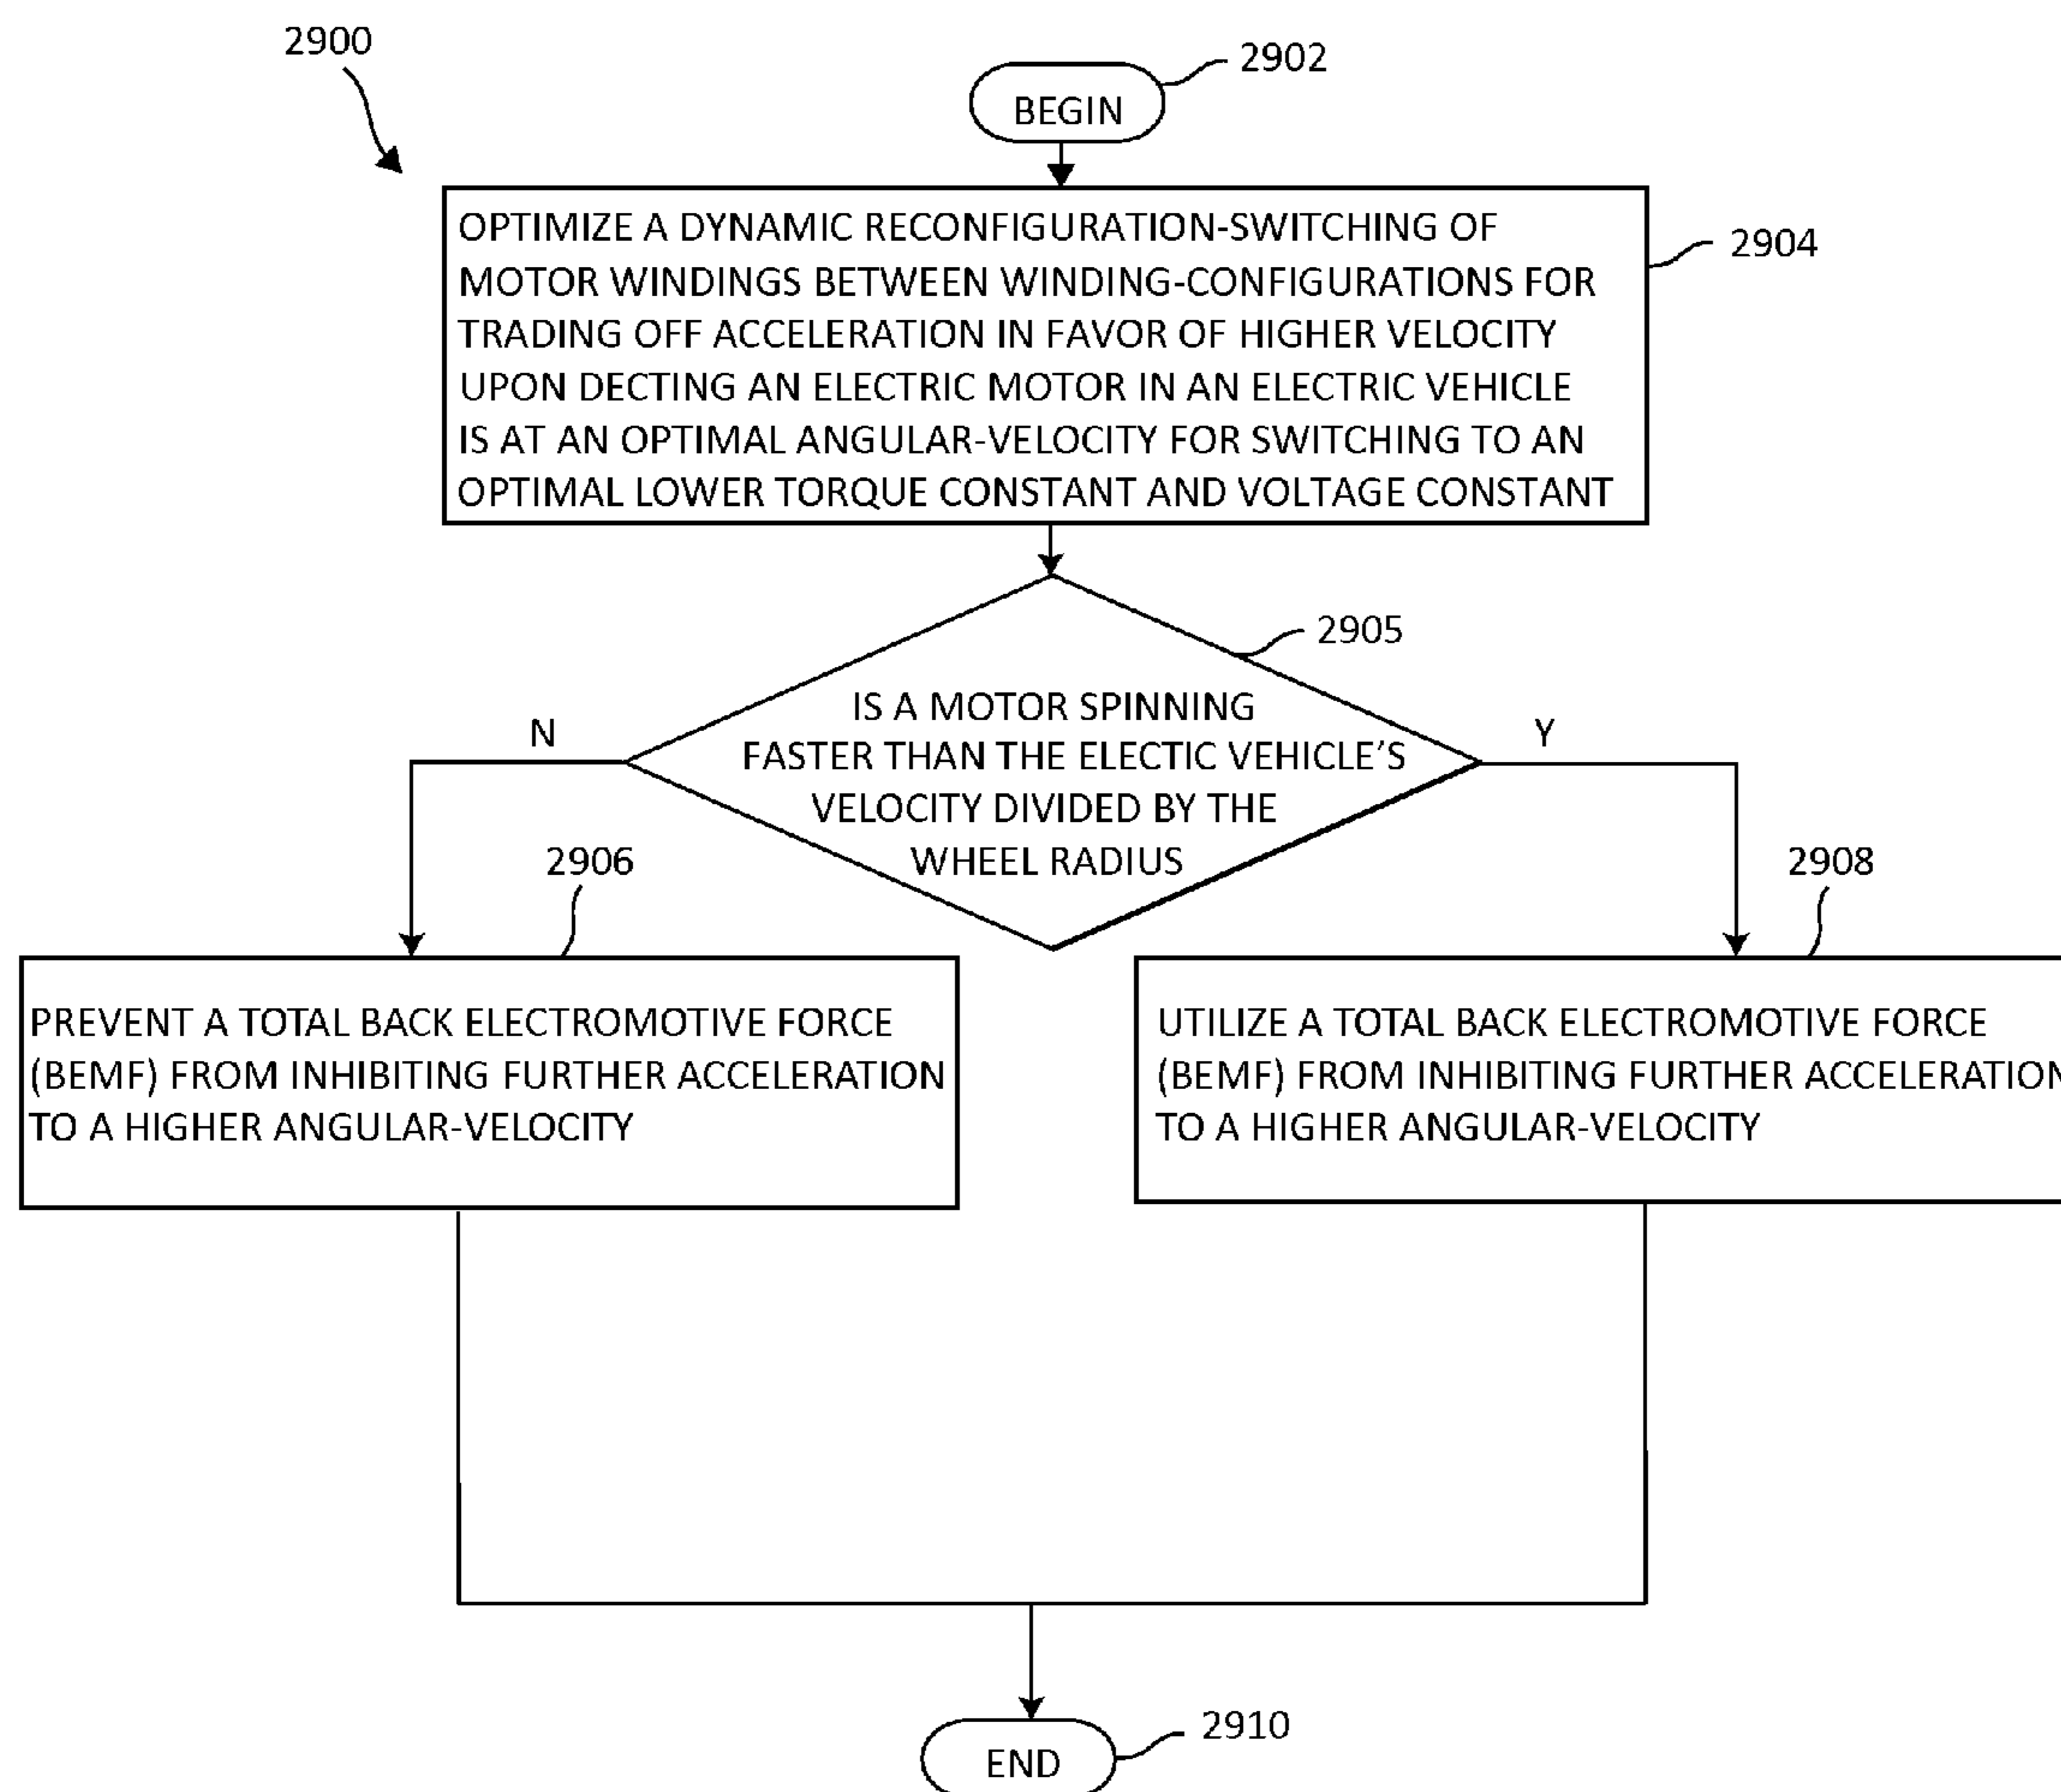 2900
2902
BEGIN
OPTIMIZE A DYNAMIC RECONFIGURATION-SWITCHING OF
MOTOR WINDINGS BETWEEN WINDING-CONFIGURATIONS FOR
TRADING OFF ACCELERATION IN FAVOR OF HIGHER VELOCITY
UPON DECTING AN ELECTRIC MOTOR IN AN ELECTRIC VEHICLE
IS AT AN OPTIMAL ANGULAR-VELOCITY FOR SWITCHING TO AN
OPTIMAL LOWER TORQUE CONSTANT AND VOLTAGE CONSTANT
2904
2905
IS A MOTOR SPINNING
FASTER THAN THE ELECTIC VEHICLE'S
VELOCITY DIVIDED BY THE
WHEEL RADIUS
N
Y
2906
2908
PREVENT A TOTAL BACK ELECTROMOTIVE FORCE
(BEMF) FROM INHIBITING FURTHER ACCELERATION
TO A HIGHER ANGULAR-VELOCITY
UTILIZE A TOTAL BACK ELECTROMOTIVE FORCE
(BEMF) FROM INHIBITING FURTHER ACCELERATION
TO A HIGHER ANGULAR-VELOCITY
2910
END